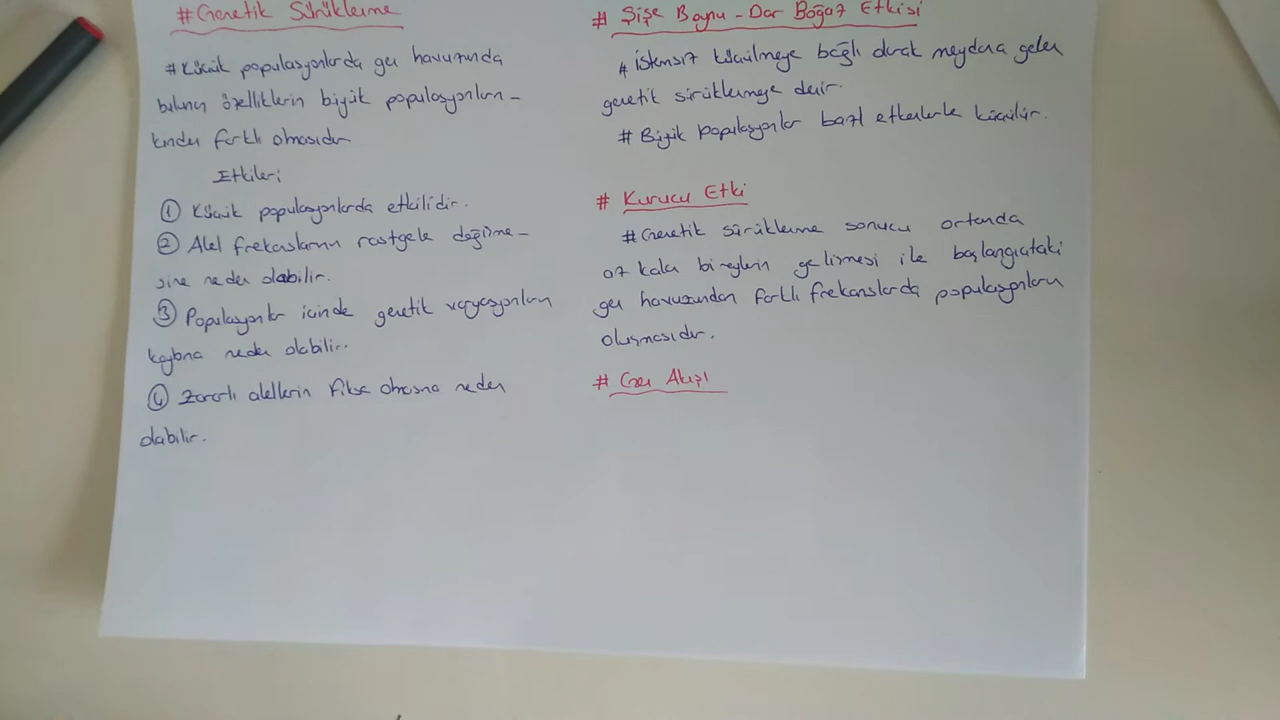 # Genetik Sürüklenme
# Küçük populasyonlarda gen havuzunda
bulunan özelliklerin büyük populasyonların-
kinden farklı olmasıdır
Etkileri
① Küçük populasyonlarda etkilidir.
② Alel frekanslarının rastgele değişme-
sine neden olabilir.
③ Populasyonlar içinde genetik varyasyonların
kaybına neden olabilir.
④ Zararlı alellerin fikse olmasına neden
olabilir.
# Şişe Boynu - Dar Boğaz Etkisi
# küçülmeye bağlı olarak meydana gelen
genetik sürüklenmeye denir.
# Büyük populasyonlar bazı etkenlerle küçülür.
# Kurucu Etki
# Genetik sürüklenme sonucu ortamda
az kalan bireylerin gelişmesi ile başlangıçtaki
gen havuzundan farklı frekanslarda populasyonların
oluşmasıdır.
# Gen Akışı